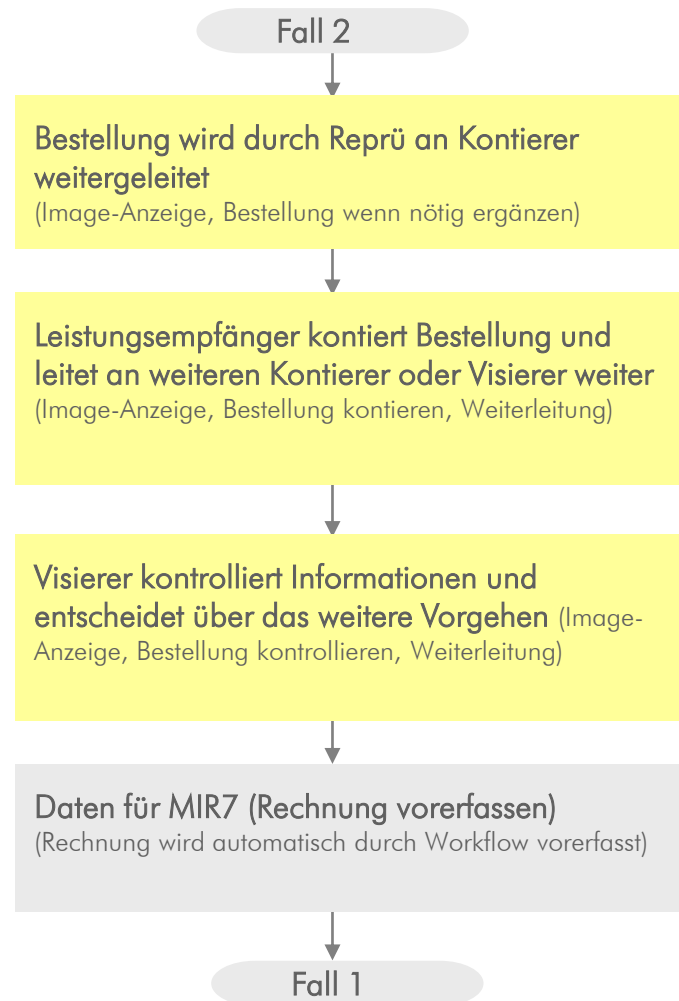 Fall 2
Bestellung wird durch Reprü an Kontierer
weitergeleitet
(Image-Anzeige, Bestellung wenn nötig ergänzen)
Leistungsempfänger kontiert Bestellung und
leitet an weiteren Kontierer oder Visierer weiter
(Image-Anzeige, Bestellung kontieren, Weiterleitung)
Visierer kontrolliert Informationen und
entscheidet über das weitere Vorgehen (Image-
Anzeige, Bestellung kontrollieren, Weiterleitung)
Daten für MIR7 (Rechnung vorerfassen)
(Rechnung wird automatisch durch Workflow vorerfasst)
Fall 1